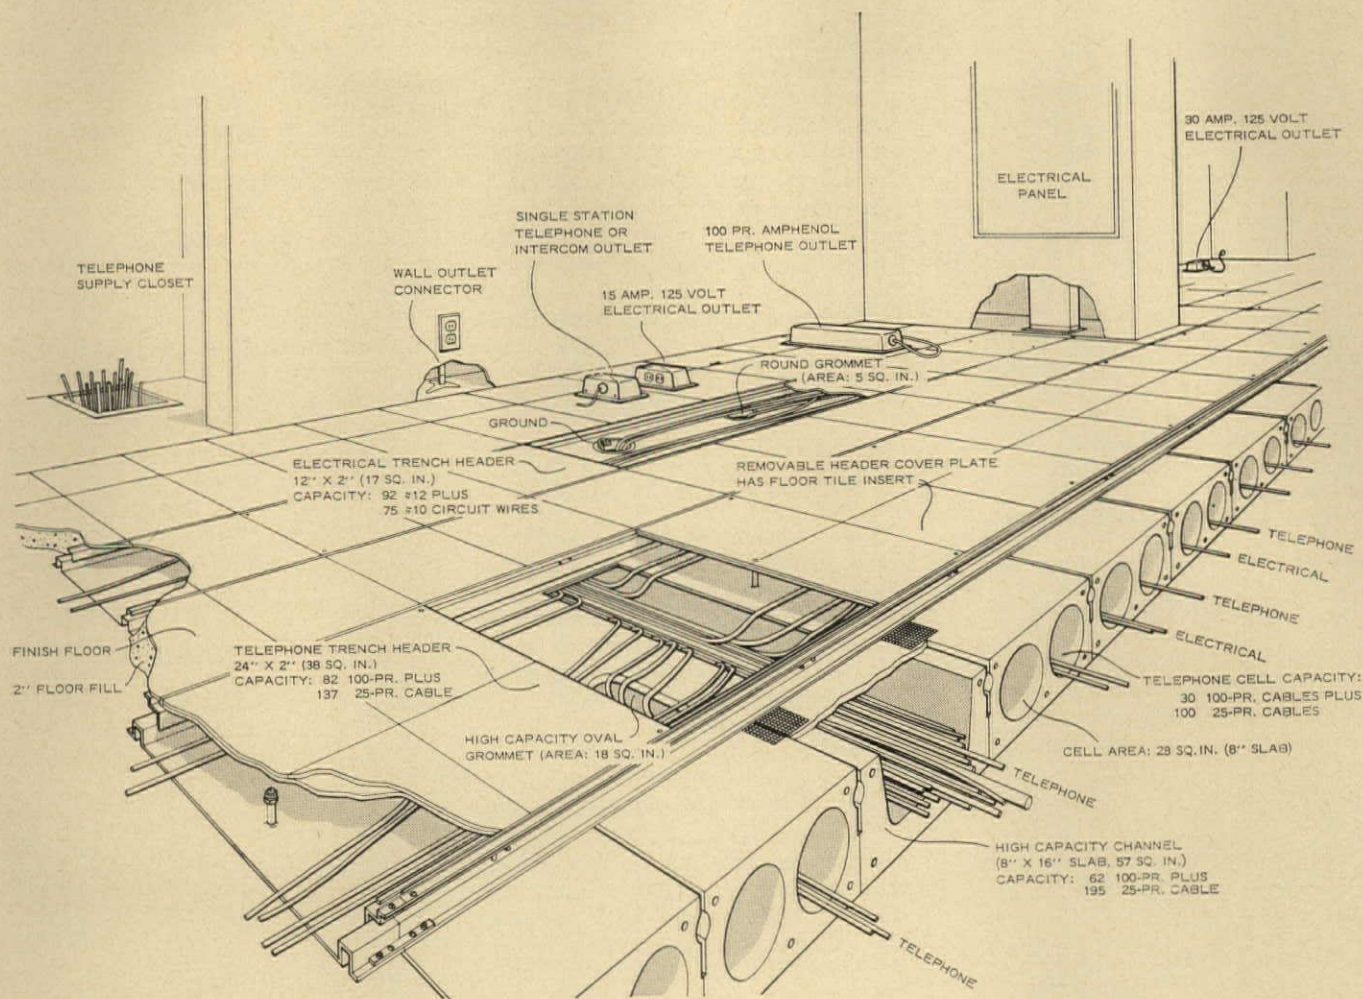 30 AMP. 125 VOLT
ELECTRICAL OUTLET
ELECTRICAL
PANEL
SINGLE STATION
TELEPHONE OR
INTERCOM OUTLET
100 PR. AMPHENOL
TELEPHONE OUTLET
TELEPHONE
SUPPLY CLOSET
WALL OUTLET
CONNECTOR
15 AMP. 125 VOLT
ELECTRICAL OUTLET
ROUND GROMMET
(AREA: 5 SQ. IN.)
GROUND
ELECTRICAL TRENCH HEADER
12" X 2" (17 SQ. IN.)
CAPACITY: 92 #12 PLUS
75 #10 CIRCUIT WIRES
REMOVABLE HEADER COVER PLATE
HAS FLOOR TILE INSERT
TELEPHONE
ELECTRICAL
TELEPHONE
ELECTRICAL
FINISH FLOOR
2" FLOOR FILL
TELEPHONE TRENCH HEADER
24" X 2" (38 SQ. IN.)
CAPACITY: 82 100-PR. PLUS
137 25-PR. CABLE
TELEPHONE CELL CAPACITY:
30 100-PR. CABLES PLUS
100 25-PR. CABLES
HIGH CAPACITY OVAL
GROMMET (AREA: 18 SQ. IN.)
CELL AREA: 28 SQ. IN. (8" SLAB)
TELEPHONE
HIGH CAPACITY CHANNEL
(8" X 16" SLAB, 57 SQ. IN.)
CAPACITY: 62 100-PR. PLUS
195 25-PR. CABLE
TELEPHONE